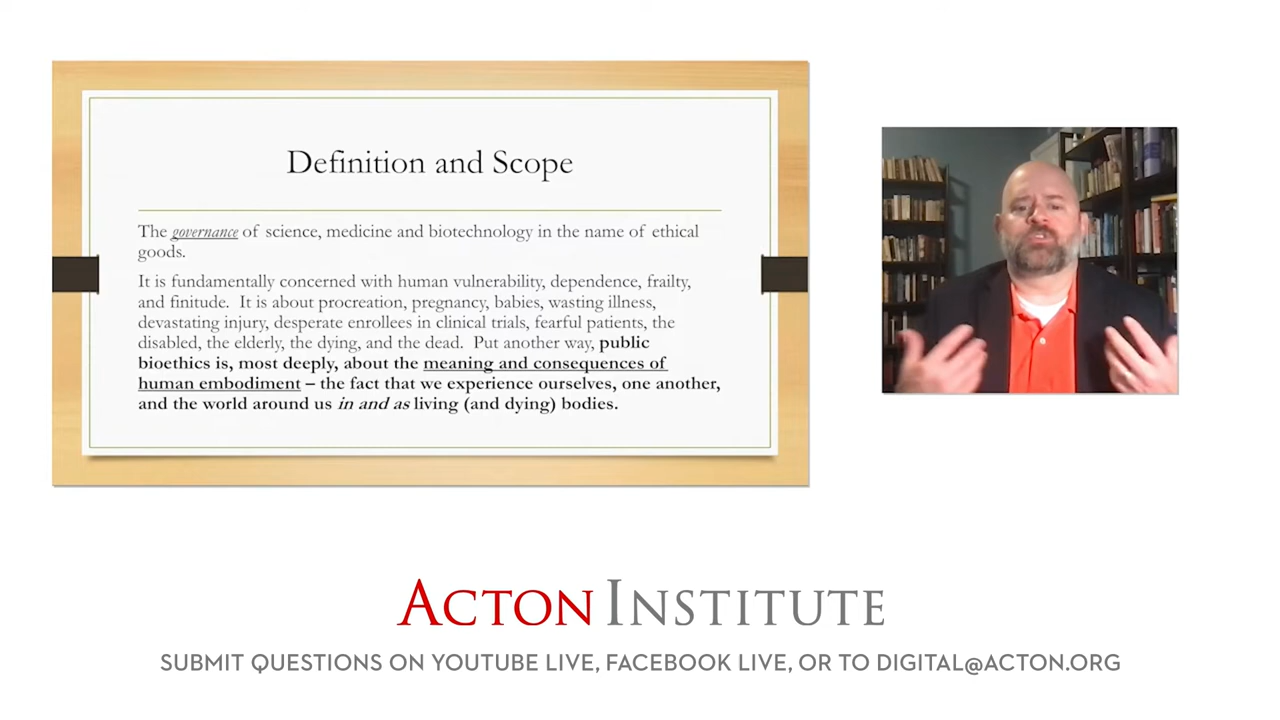 Definition and Scope
The governance of science, medicine and biotechnology in the name of ethical
goods.
It is fundamentally concerned with human vulnerability, dependence, frailty,
and finitude. It is about procreation, pregnancy, babies, wasting illness,
devastating injury, desperate enrollees in clinical trials, fearful patients, the
disabled, the elderly, the dying, and the dead. Put another way, public
bioethics is, most deeply, about the meaning and consequences of
human embodiment – the fact that we experience ourselves, one another,
and the world around us in and as living (and dying) bodies.
ACTON INSTITUTE
SUBMIT QUESTIONS ON YOUTUBE LIVE, FACEBOOK LIVE, OR TO DIGITAL@ACTON.ORG